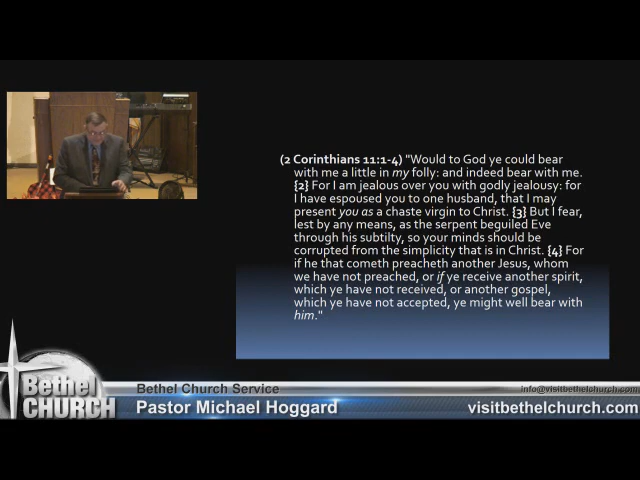 (2 Corinthians 11:1-4) "Would to God ye could bear
with me a little in my folly: and indeed bear with me.
{2} For I am jealous over you with godly jealousy: for
I have espoused you to one husband, that I may
present you as a chaste virgin to Christ. {3} But I fear,
lest by any means, as the serpent beguiled Eve
through his subtilty, so your minds should be
corrupted from the simplicity that is in Christ. {4} For
if he that cometh preacheth another Jesus, whom
we have not preached, or if ye receive another spirit,
which ye have not received, or another gospel,
which ye have not accepted, ye might well bear with
him."
Bethel
CHURCH
Bethel Church Service
info@visitbethelchurch.com
Pastor Michael Hoggard
visitbethelchurch.com